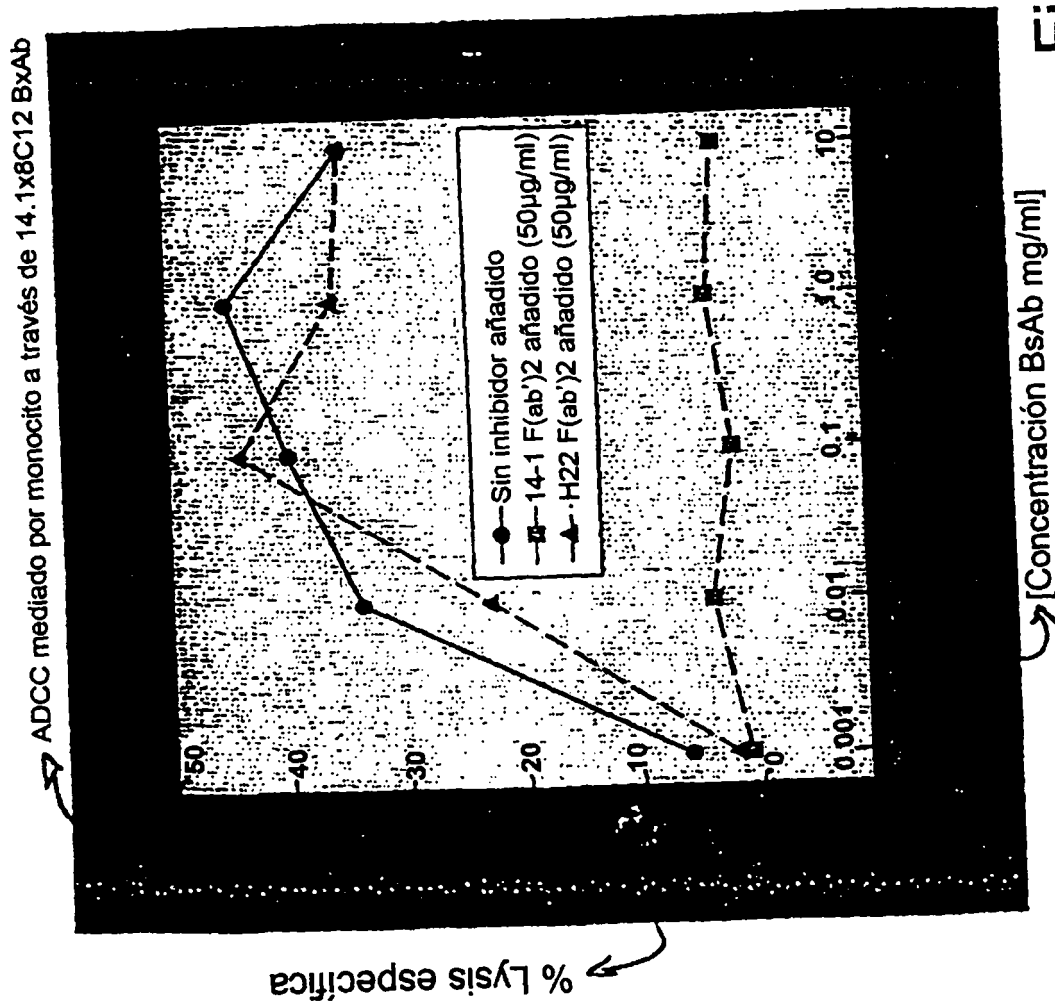 ADCC mediado por monocito a través de 14.1x8C12 BxAb
50
40
30
20
10
0
Sin inhibidor añadido
14-1 F(ab')2 añadido (50µg/ml)
H22 F(ab')2 añadido (50µg/ml)
0.001
0.01
0.1
10
% Lysis específica
[Concentración BsAb mg/ml]